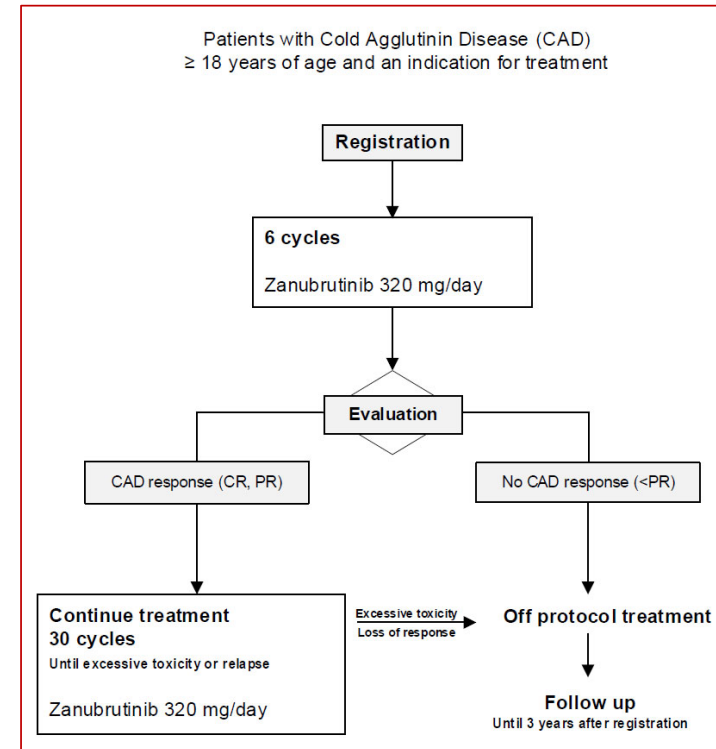 Patients with Cold Agglutinin Disease (CAD)
≥ 18 years of age and an indication for treatment
Registration
6 cycles
Zanubrutinib 320 mg/day
Evaluation
CAD response (CR, PR)
No CAD response (<PR)
Continue treatment
30 cycles
Until excessive toxicity or relapse
Zanubrutinib 320 mg/day
Excessive toxicity
Loss of response
Off protocol treatment
Follow up
Until 3 years after registration